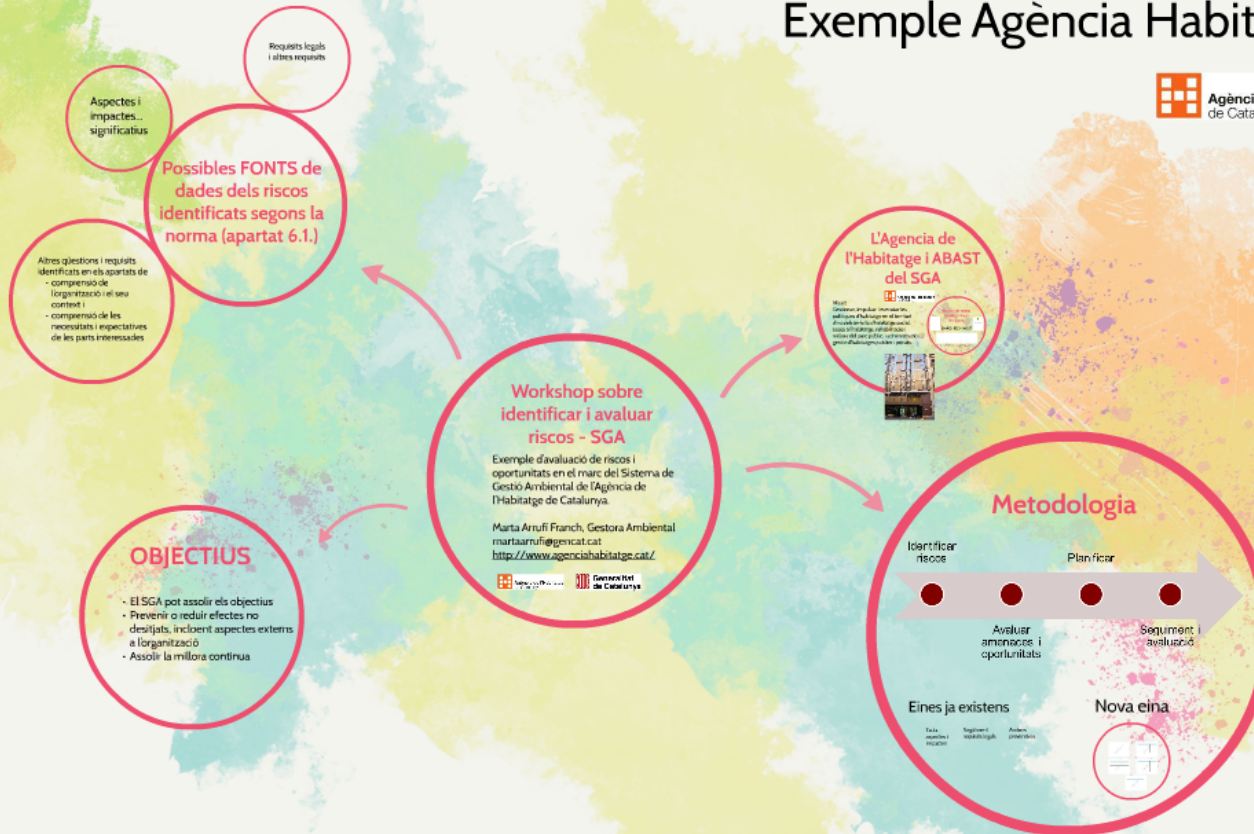 Exemple Agència Habit
Agènci
de Cata
Requisits legals
i altres requisits
Aspectes i
impactes...
significatius
Possibles FONTS de
dades dels riscos
identificats segons la
norma (apartat 6.1.)
Altres qüestions i requisits
identificats en els apartats de
- comprensió de
l'organització i el seu
context i
- comprensió de les
necessitats i expectatives
de les parts interessades
L'Agencia de
l'Habitatge i ABAST
del SGA
Workshop sobre
identificar i avaluar
riscos - SGA
Exemple d'avaluació de riscos i
oportunitats en el marc del Sistema de
Gestió Ambiental de l'Agència de
l'Habitatge de Catalunya.
Marta Arrufí Franch, Gestora Ambiental
martaarrufi@gencat.cat
http://www.agenciahabitatge.cat/
Generalitat
de Catalunya
OBJECTIUS
- El SGA pot assolir els objectius
- Prevenir o reduir efectes no
desitjats, incloent aspectes externs
a l'organització
- Assolir la millora continua
Metodologia
Identificar
riscos
Planificar
Avaluar
amenaces i
oportunitats
Seguiment i
avaluació
Eines ja existens
Nova eina